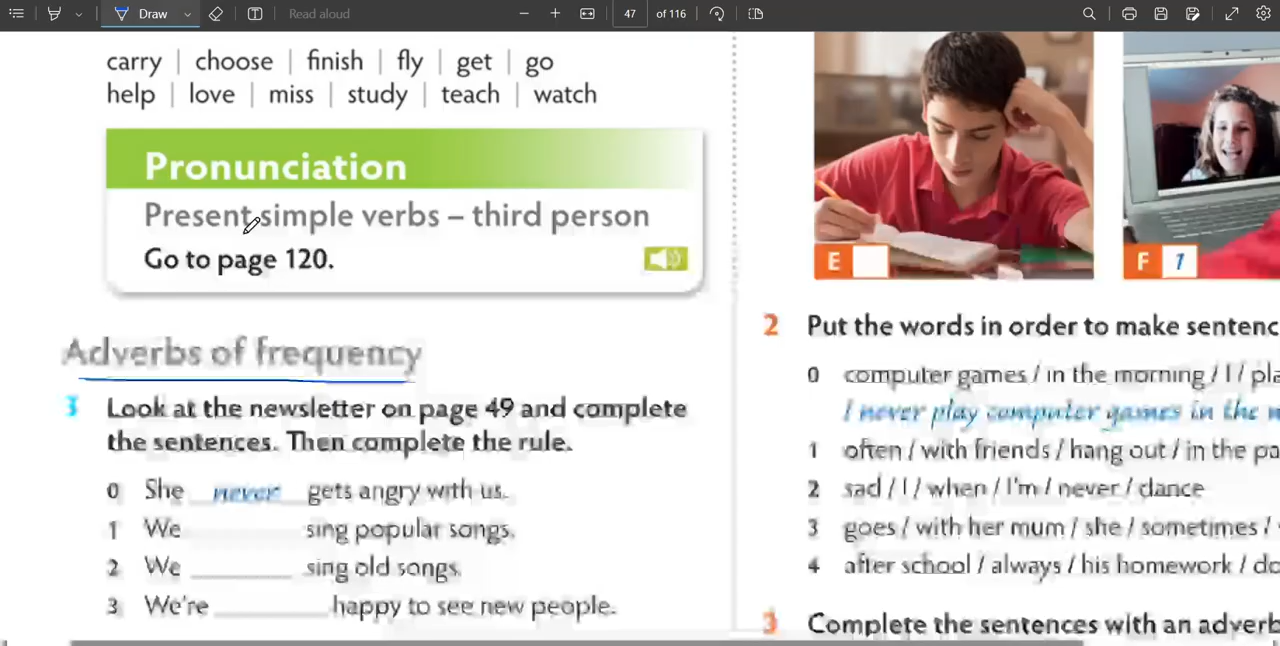 Draw
Read aloud
47 of 116
carry | choose | finish | fly | get | go
help | love | miss | study | teach | watch
Pronunciation
Present simple verbs – third person
Go to page 120.
Adverbs of frequency
3 Look at the newsletter on page 49 and complete
the sentences. Then complete the rule.
0 She never gets angry with us.
1 We sing popular songs.
2 We ________ sing old songs.
3 We're ________ happy to see new people.
E
F 1
2 Put the words in order to make sentenc
0 computer games / in the morning / I / pla
I never play computer games in the
1 often / with friends / hang out / in the pa
2 sad / I / when / I'm / never / dance
3 goes / with her mum / she / sometimes /
4 after school / always / his homework / do
3 Complete the sentences with an adverb